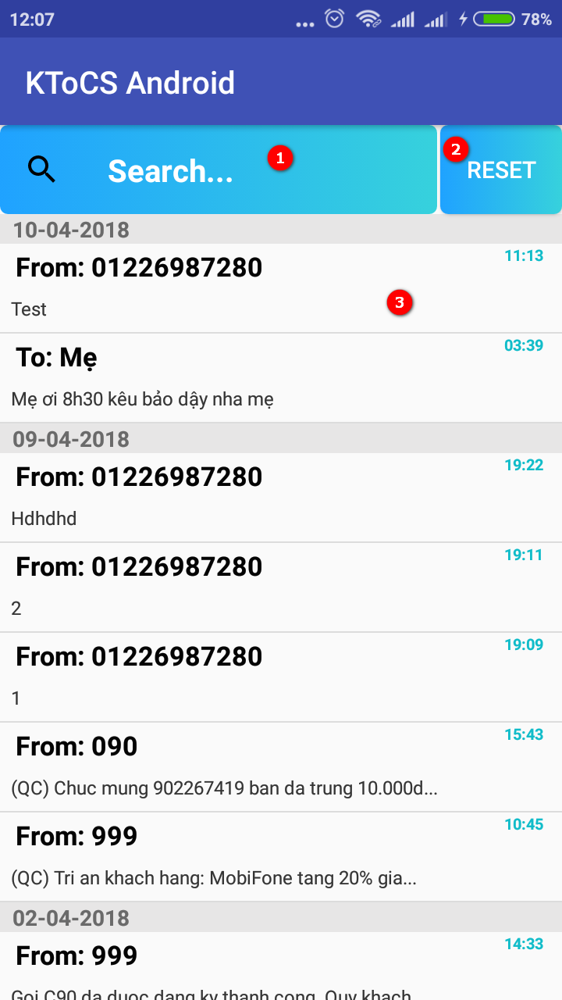 12:07 78%
KToCS Android
Search... 1 2 RESET
10-04-2018
From: 01226987280 11:13
Test 3
To: Mẹ 03:39
Mẹ ơi 8h30 kêu bảo dậy nha mẹ
09-04-2018
From: 01226987280 19:22
Hdhdhd
From: 01226987280 19:11
2
From: 01226987280 19:09
1
From: 090 15:43
(QC) Chuc mung 902267419 ban da trung 10.000d...
From: 999 10:45
(QC) Tri an khach hang: MobiFone tang 20% gia...
02-04-2018
From: 999 14:33
Goi C90 da duoc dang ky thanh cong. Quy khach